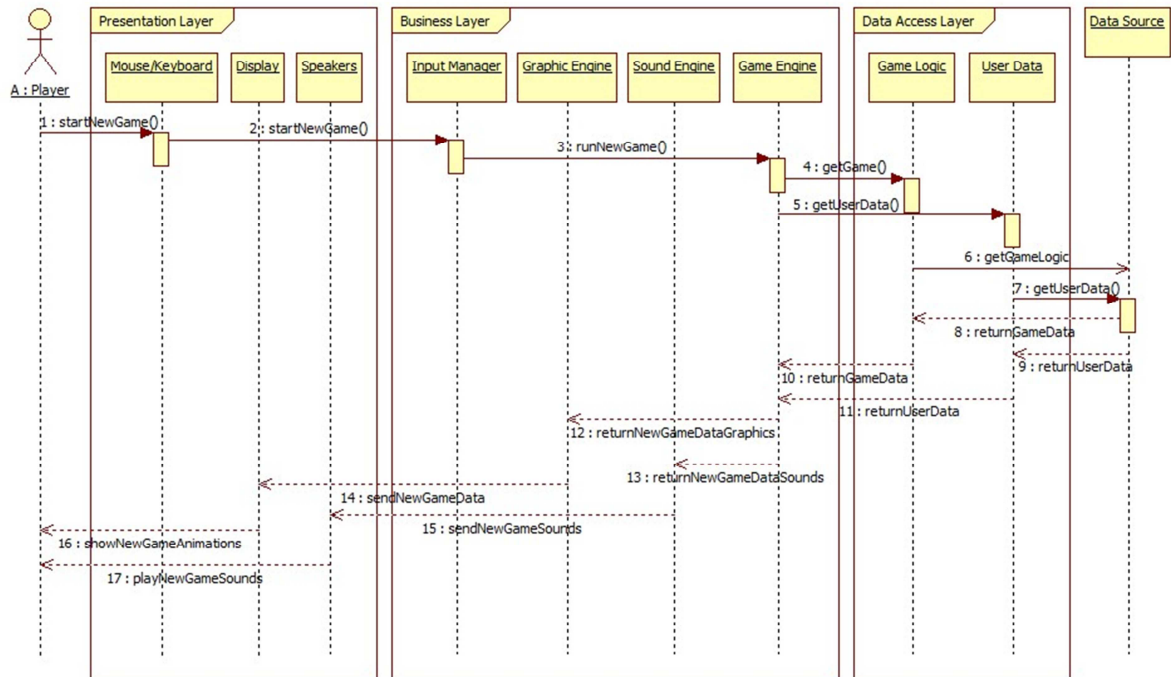 Presentation Layer
Business Layer
Data Access Layer
Data Source
Mouse/Keyboard
Display
Speakers
Input Manager
Graphic Engine
Sound Engine
Game Engine
Game Logic
User Data
A : Player
1 : startNewGame()
2 : startNewGame()
3 : runNewGame()
4 : getGame()
5 : getUserData()
6 : getGameLogic
7 : getUserData()
8 : returnGameData
9 : returnUserData
10 : returnGameData
11 : returnUserData
12 : returnNewGameDataGraphics
13 : returnNewGameDataSounds
14 : sendNewGameData
15 : sendNewGameSounds
16 : showNewGameAnimations
17 : playNewGameSounds